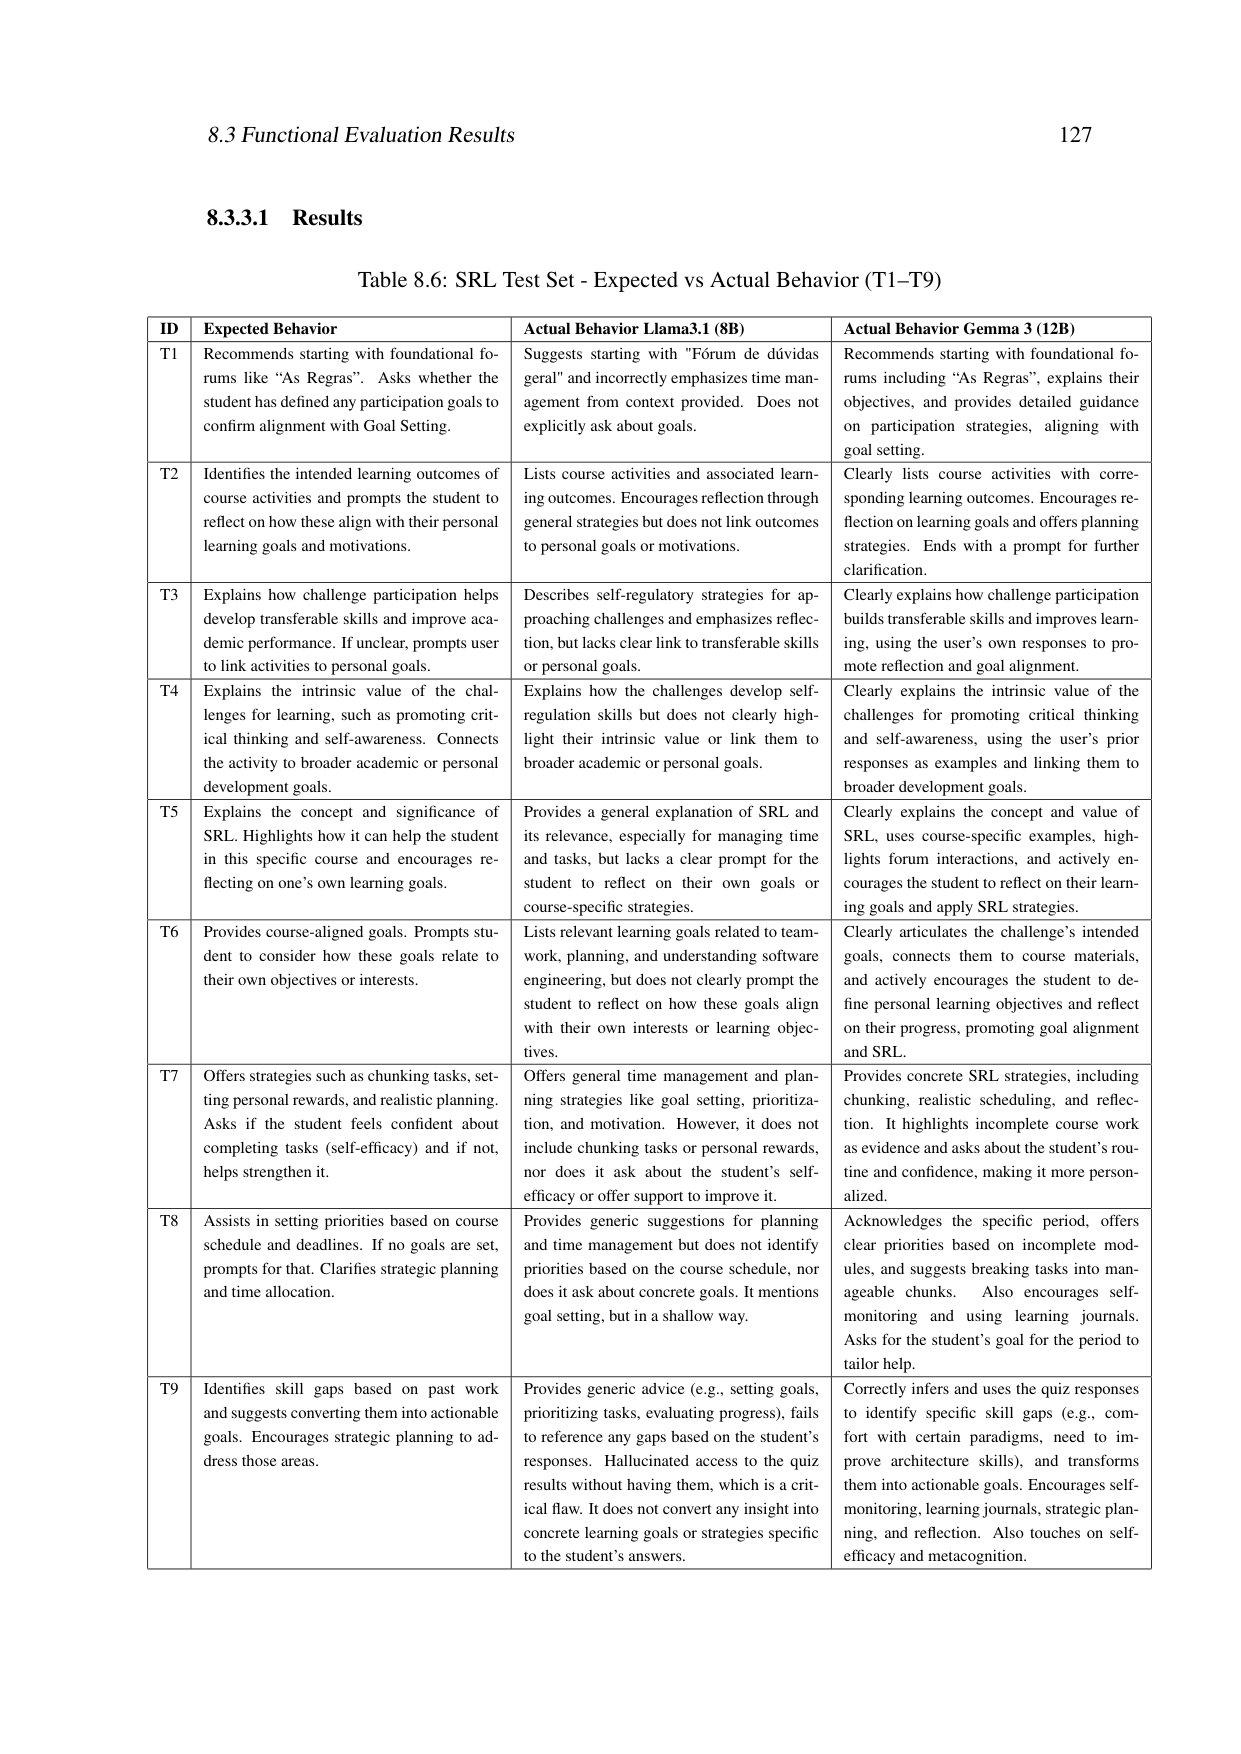 8.3 Functional Evaluation Results 127
8.3.3.1 Results
Table 8.6: SRL Test Set - Expected vs Actual Behavior (T1–T9)
ID Expected Behavior Actual Behavior Llama3.1 (8B) Actual Behavior Gemma 3 (12B)
T1 Recommends starting with foundational fo- Suggests starting with "Fórum de dúvidas Recommends starting with foundational fo-
rums like “As Regras”. Asks whether the geral" and incorrectly emphasizes time man- rums including “As Regras”, explains their
student has defined any participation goals to agement from context provided. Does not objectives, and provides detailed guidance
confirm alignment with Goal Setting. explicitly ask about goals. on participation strategies, aligning with
goal setting.
T2 Identifies the intended learning outcomes of Lists course activities and associated learn- Clearly lists course activities with corre-
course activities and prompts the student to ing outcomes. Encourages reflection through sponding learning outcomes. Encourages re-
reflect on how these align with their personal general strategies but does not link outcomes flection on learning goals and offers planning
learning goals and motivations. to personal goals or motivations. strategies. Ends with a prompt for further
clarification.
T3 Explains how challenge participation helps Describes self-regulatory strategies for ap- Clearly explains how challenge participation
develop transferable skills and improve aca- proaching challenges and emphasizes reflec- builds transferable skills and improves learn-
demic performance. If unclear, prompts user tion, but lacks clear link to transferable skills ing, using the user’s own responses to pro-
to link activities to personal goals. or personal goals. mote reflection and goal alignment.
T4 Explains the intrinsic value of the chal- Explains how the challenges develop self- Clearly explains the intrinsic value of the
lenges for learning, such as promoting crit- regulation skills but does not clearly high- challenges for promoting critical thinking
ical thinking and self-awareness. Connects light their intrinsic value or link them to and self-awareness, using the user’s prior
the activity to broader academic or personal broader academic or personal goals. responses as examples and linking them to
development goals. broader development goals.
T5 Explains the concept and significance of Provides a general explanation of SRL and Clearly explains the concept and value of
SRL. Highlights how it can help the student its relevance, especially for managing time SRL, uses course-specific examples, high-
in this specific course and encourages re- and tasks, but lacks a clear prompt for the lights forum interactions, and actively en-
flecting on one’s own learning goals. student to reflect on their own goals or courages the student to reflect on their learn-
course-specific strategies. ing goals and apply SRL strategies.
T6 Provides course-aligned goals. Prompts stu- Lists relevant learning goals related to team- Clearly articulates the challenge’s intended
dent to consider how these goals relate to work, planning, and understanding software goals, connects them to course materials,
their own objectives or interests. engineering, but does not clearly prompt the and actively encourages the student to de-
student to reflect on how these goals align fine personal learning objectives and reflect
with their own interests or learning objec- on their progress, promoting goal alignment
tives. and SRL.
T7 Offers strategies such as chunking tasks, set- Offers general time management and plan- Provides concrete SRL strategies, including
ting personal rewards, and realistic planning. ning strategies like goal setting, prioritiza- chunking, realistic scheduling, and reflec-
Asks if the student feels confident about tion, and motivation. However, it does not tion. It highlights incomplete course work
completing tasks (self-efficacy) and if not, include chunking tasks or personal rewards, as evidence and asks about the student’s rou-
helps strengthen it. nor does it ask about the student’s self- tine and confidence, making it more person-
efficacy or offer support to improve it. alized.
T8 Assists in setting priorities based on course Provides generic suggestions for planning Acknowledges the specific period, offers
schedule and deadlines. If no goals are set, and time management but does not identify clear priorities based on incomplete mod-
prompts for that. Clarifies strategic planning priorities based on the course schedule, nor ules, and suggests breaking tasks into man-
and time allocation. does it ask about concrete goals. It mentions ageable chunks. Also encourages self-
goal setting, but in a shallow way. monitoring and using learning journals.
Asks for the student’s goal for the period to
tailor help.
T9 Identifies skill gaps based on past work Provides generic advice (e.g., setting goals, Correctly infers and uses the quiz responses
and suggests converting them into actionable prioritizing tasks, evaluating progress), fails to identify specific skill gaps (e.g., com-
goals. Encourages strategic planning to ad- to reference any gaps based on the student’s fort with certain paradigms, need to im-
dress those areas. responses. Hallucinated access to the quiz prove architecture skills), and transforms
results without having them, which is a crit- them into actionable goals. Encourages self-
ical flaw. It does not convert any insight into monitoring, learning journals, strategic plan-
concrete learning goals or strategies specific ning, and reflection. Also touches on self-
to the student’s answers. efficacy and metacognition.